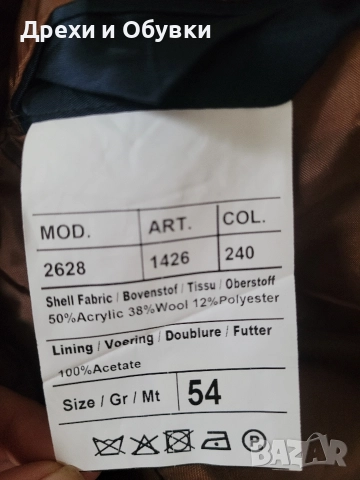 Дрехи и Обувки
MOD. ART. COL.
2628 1426 240
Shell Fabric / Bovenstof / Tissu / Oberstoff
50%Acrylic 38%Wool 12%Polyester
Lining / Voering / Doublure / Futter
100%Acetate
Size / Gr / Mt 54
P
BAZAR